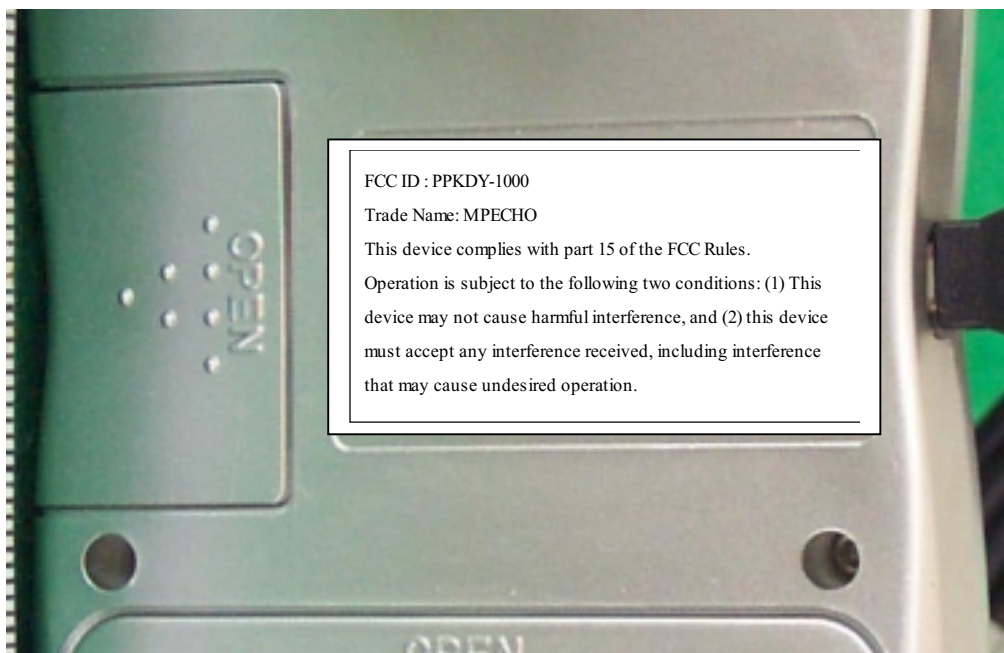 OPEN
FCC ID : PPKDY-1000
Trade Name: MPECHO
This device complies with part 15 of the FCC Rules.
Operation is subject to the following two conditions: (1) This
device may not cause harmful interference, and (2) this device
must accept any interference received, including interference
that may cause undesired operation.
OPEN